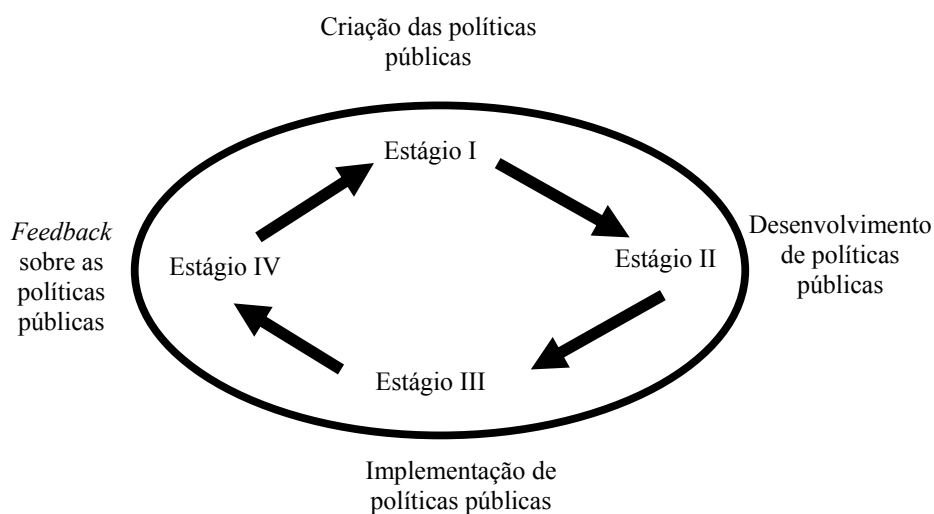 Criação das políticas
públicas
Estágio I
Feedback
sobre as
políticas
públicas
Estágio IV
Estágio II
Desenvolvimento
de políticas
públicas
Estágio III
Implementação de
políticas públicas